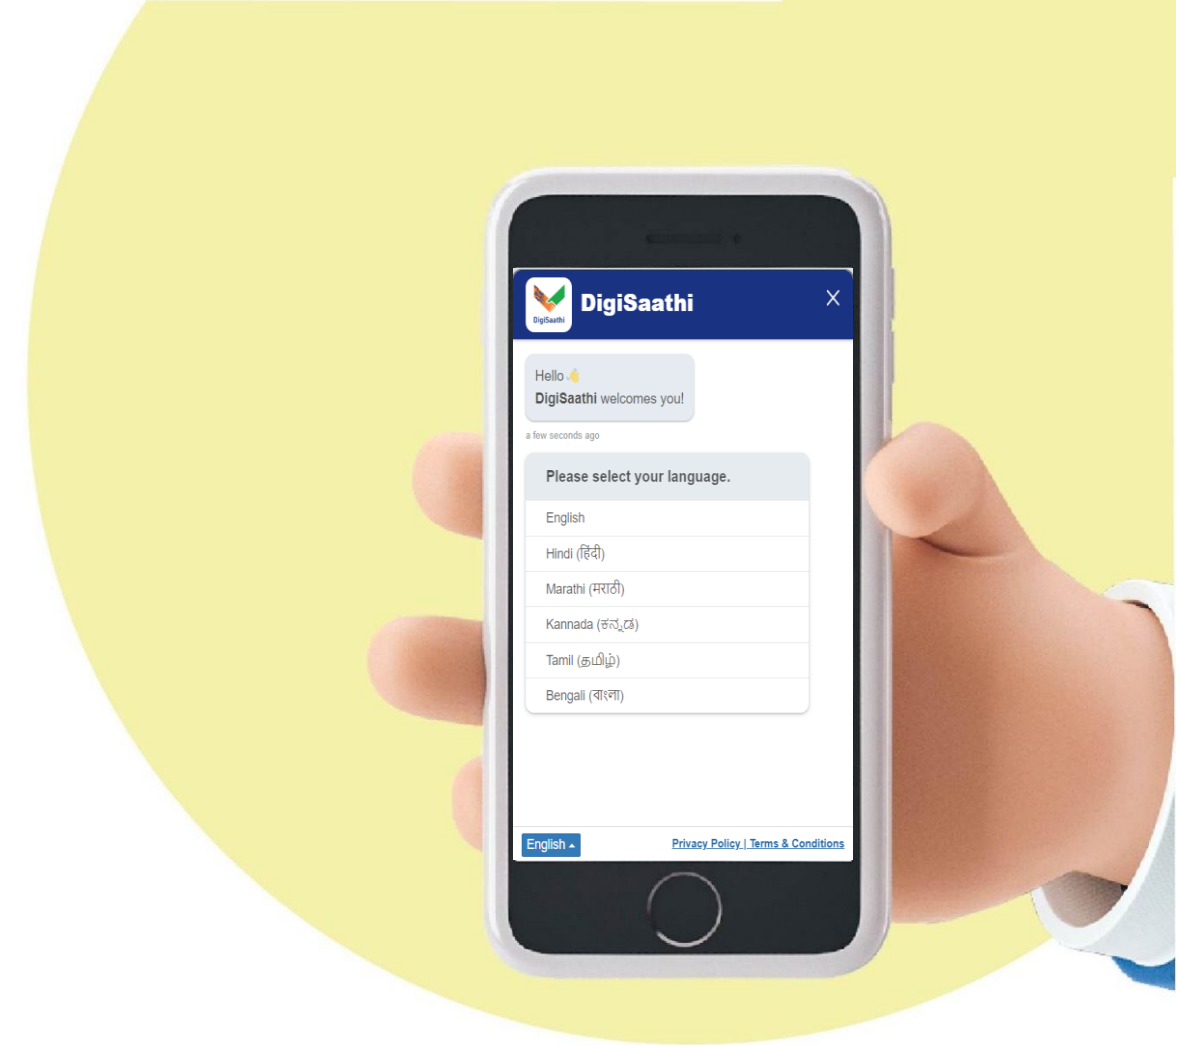 DigiSaathi
DigiSaathi
Hello 👋
DigiSaathi welcomes you!
a few seconds ago
Please select your language.
English
Hindi (हिंदी)
Marathi (मराठी)
Kannada (ಕನ್ನಡ)
Tamil (தமிழ்)
Bengali (বাংলা)
English
Privacy Policy | Terms & Conditions